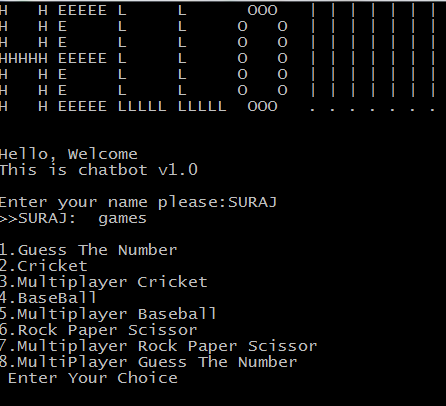 H   H EEEEE L     L      OOO   | | | | | | |
H   H E     L     L     O   O  | | | | | | |
H   H E     L     L     O   O  | | | | | | |
HHHHH EEEEE L     L     O   O  | | | | | | |
H   H E     L     L     O   O  | | | | | | |
H   H E     L     L     O   O  | | | | | | |
H   H EEEEE LLLLL LLLLL  OOO   . . . . . . .
Hello, Welcome
This is chatbot v1.0
Enter your name please:SURAJ
>>SURAJ:  games
1.Guess The Number
2.Cricket
3.Multiplayer Cricket
4.BaseBall
5.Multiplayer Baseball
6.Rock Paper Scissor
7.Multiplayer Rock Paper Scissor
8.MultiPlayer Guess The Number
 Enter Your Choice